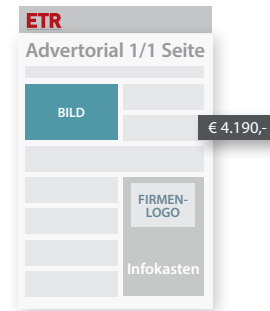 ETR
Advertorial 1/1 Seite
BILD
€ 4.190,-
FIRMEN-
LOGO
Infokasten